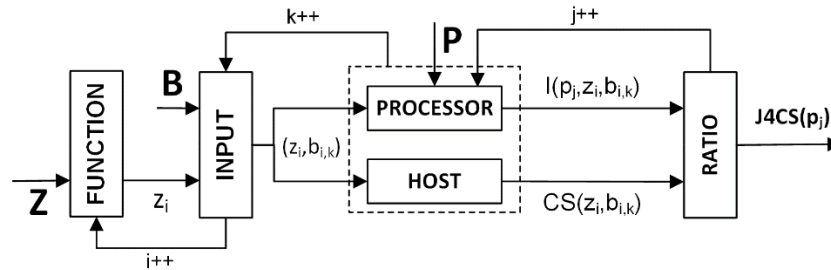 k++
j++
P
B
PROCESSOR
I(pj,zi,bi,k)
FUNCTION
INPUT
(zi,bi,k)
RATIO
J4CS(pj)
Z
zi
HOST
CS(zi,bi,k)
i++